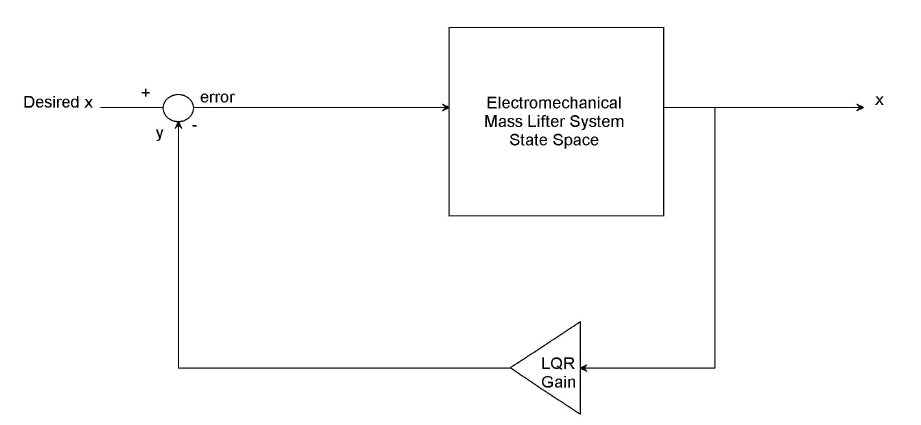 +
Desired x
error
y
-
Electromechanical
Mass Lifter System
State Space
x
LQR
Gain